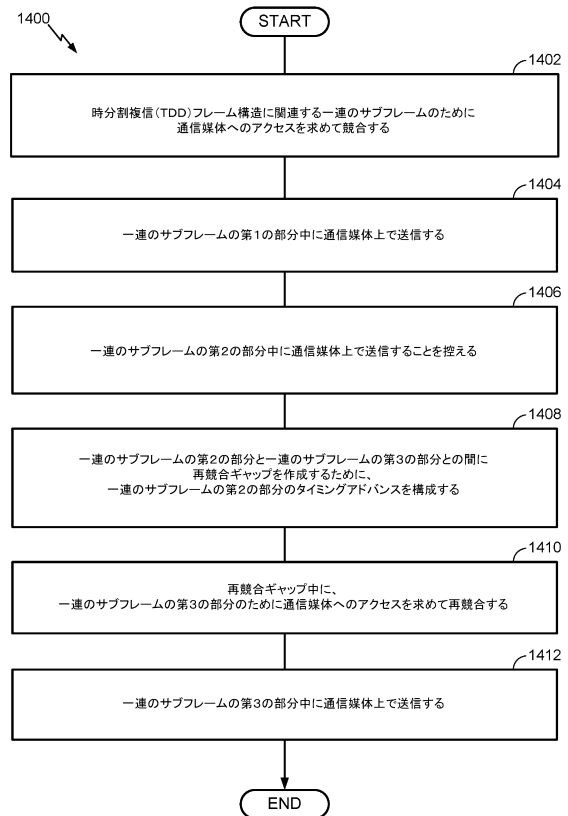 1400
START
1402
時分割複信(TDD)フレーム構造に関連する一連のサブフレームのために
通信媒体へのアクセスを求めて競合する
1404
一連のサブフレームの第1の部分中に通信媒体上で送信する
1406
一連のサブフレームの第2の部分中に通信媒体上で送信することを控える
1408
一連のサブフレームの第2の部分と一連のサブフレームの第3の部分との間に
再競合ギャップを作成するために、
一連のサブフレームの第2の部分のタイミングアドバンスを構成する
1410
再競合ギャップ中に、
一連のサブフレームの第3の部分のために通信媒体へのアクセスを求めて再競合する
1412
一連のサブフレームの第3の部分中に通信媒体上で送信する
END